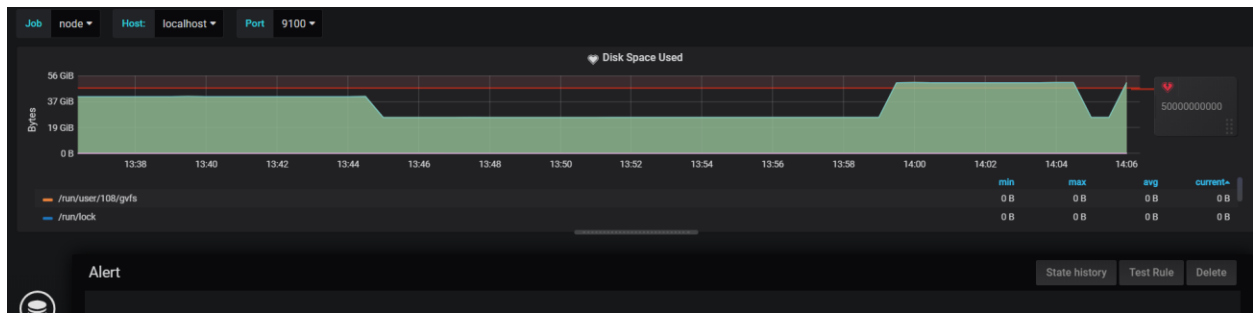 Job node Host: localhost Port 9100
Disk Space Used
Bytes
56 GiB
37 GiB
19 GiB
0 B
50000000000
13:38 13:40 13:42 13:44 13:46 13:48 13:50 13:52 13:54 13:56 13:58 14:00 14:02 14:04 14:06
min max avg current
/run/user/108/gvfs 0 B 0 B 0 B 0 B
/run/lock 0 B 0 B 0 B 0 B
Alert State history Test Rule Delete